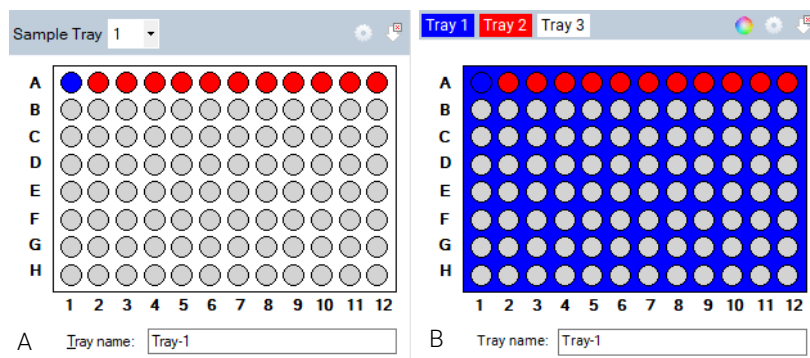 Sample Tray 1
A
B
C
D
E
F
G
H
1 2 3 4 5 6 7 8 9 10 11 12
A Tray name: Tray-1
Tray 1 Tray 2 Tray 3
A
B
C
D
E
F
G
H
1 2 3 4 5 6 7 8 9 10 11 12
B Tray name: Tray-1